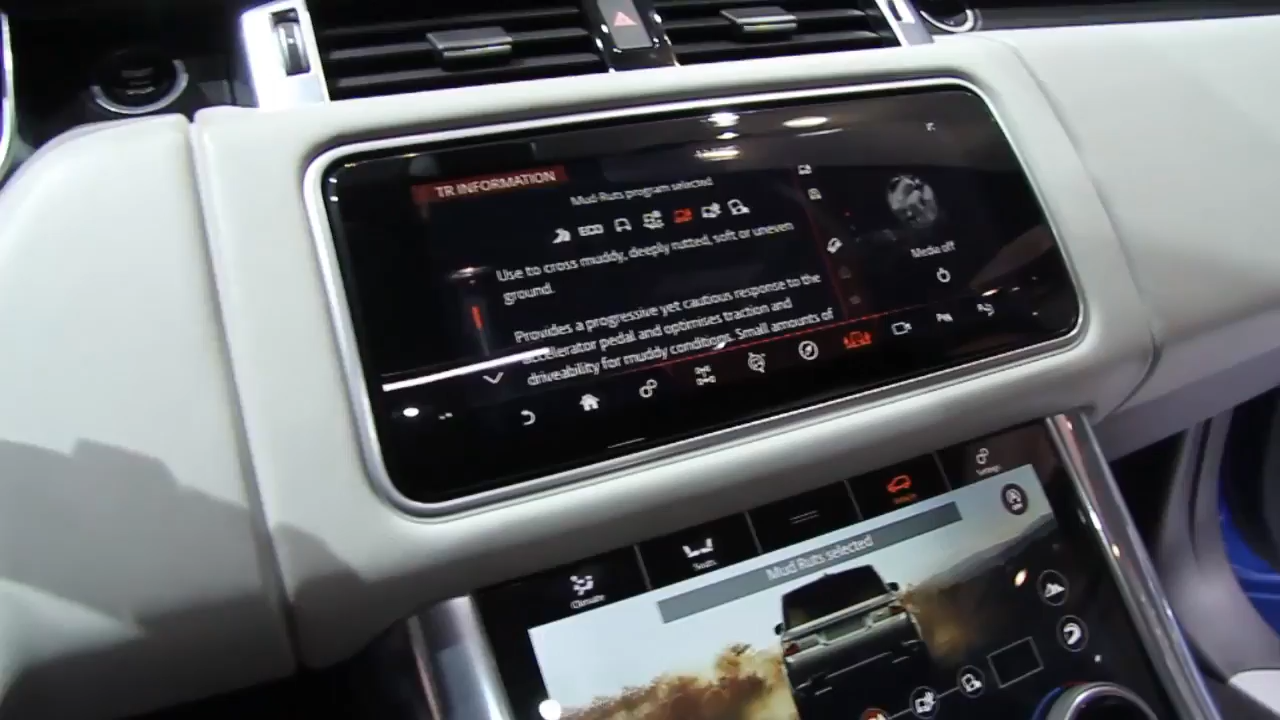 TR INFORMATION
Mud-Ruts program selected
ECO
Use to cross muddy, deeply rutted, soft or uneven
ground.
Provides a progressive yet cautious response to the
accelerator pedal and optimises traction and
driveability for muddy conditions. Small amounts of
Media off
Climate
Seats
Vehicle
Settings
Mud Ruts selected